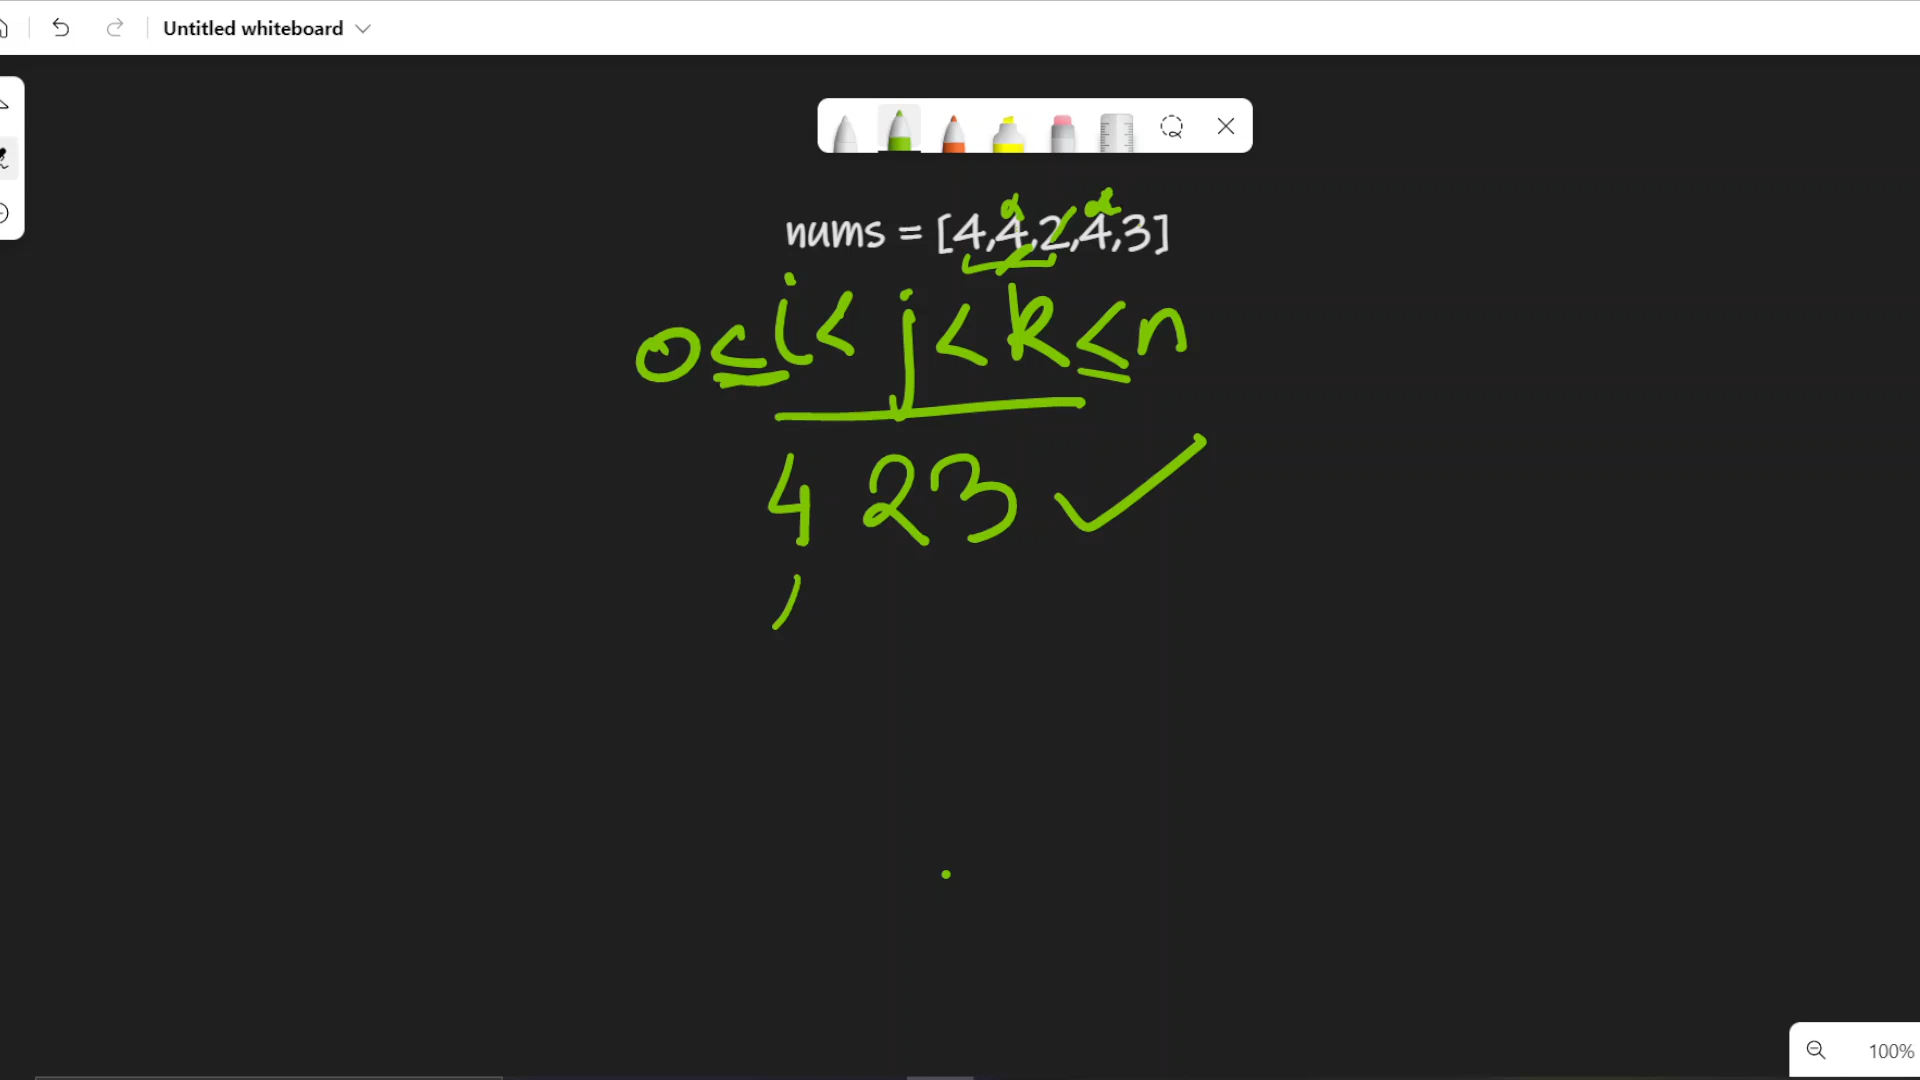 Untitled whiteboard
nums = [4,4,2,4,3]
0 ≤ i < j < k ≤ n
4 2 3 ✓
100%